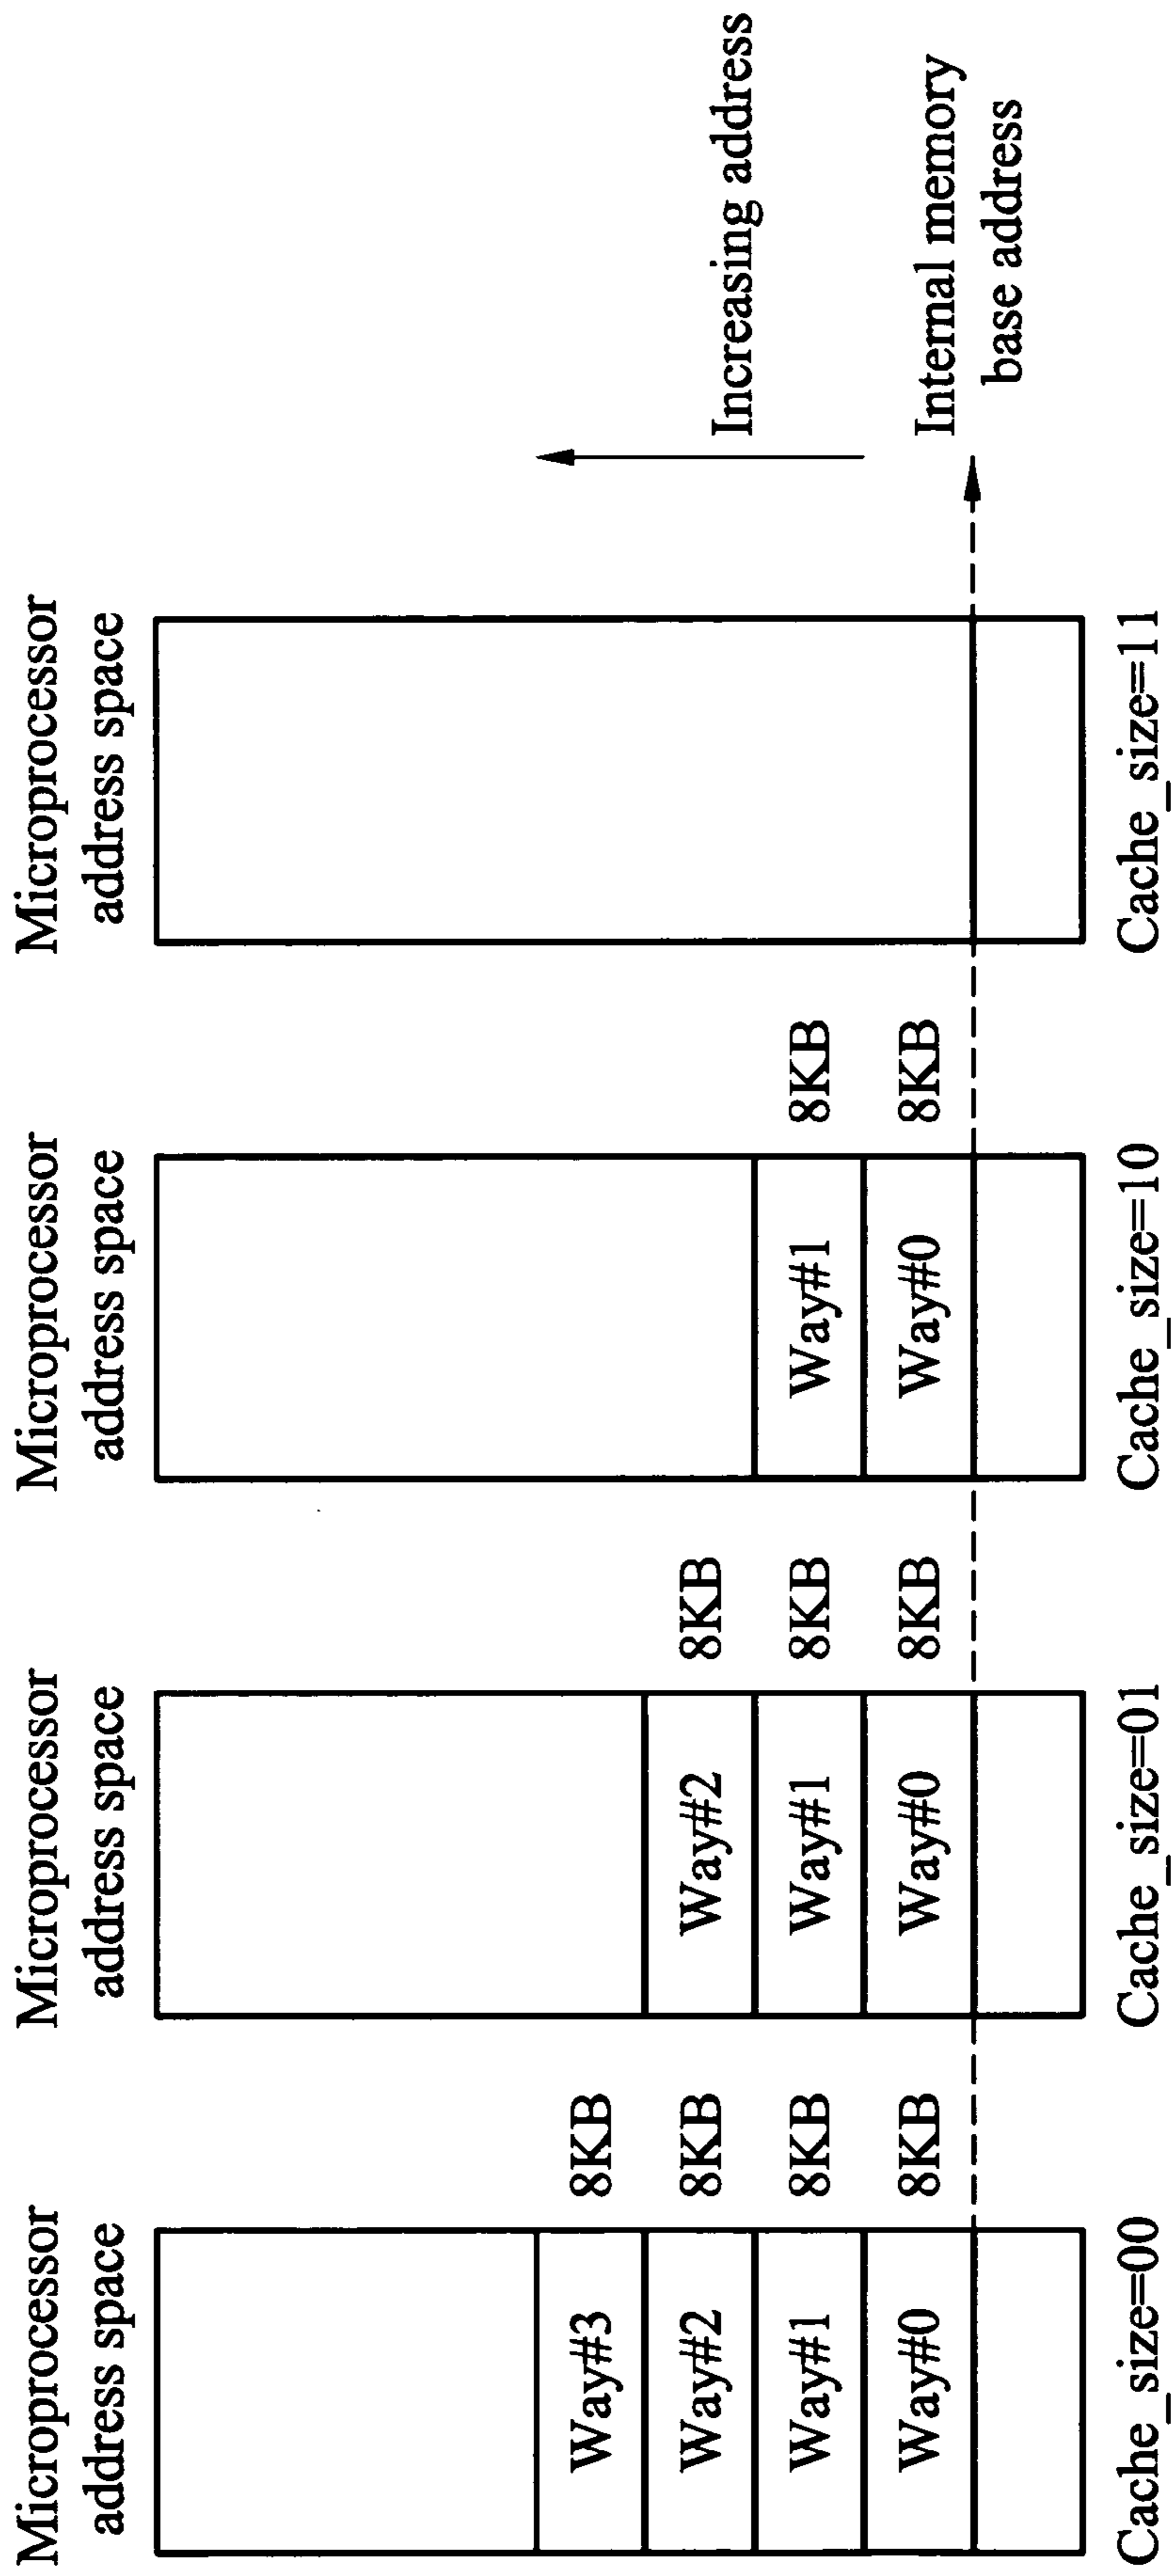 Microprocessor
address space
Way#3
8KB
Way#2
8KB
Way#1
8KB
Way#0
8KB
Cache_size=00
Microprocessor
address space
Way#2
8KB
Way#1
8KB
Way#0
8KB
Cache_size=01
Microprocessor
address space
Way#1
8KB
Way#0
8KB
Cache_size=10
Microprocessor
address space
Cache_size=11
Increasing address
Internal memory
base address